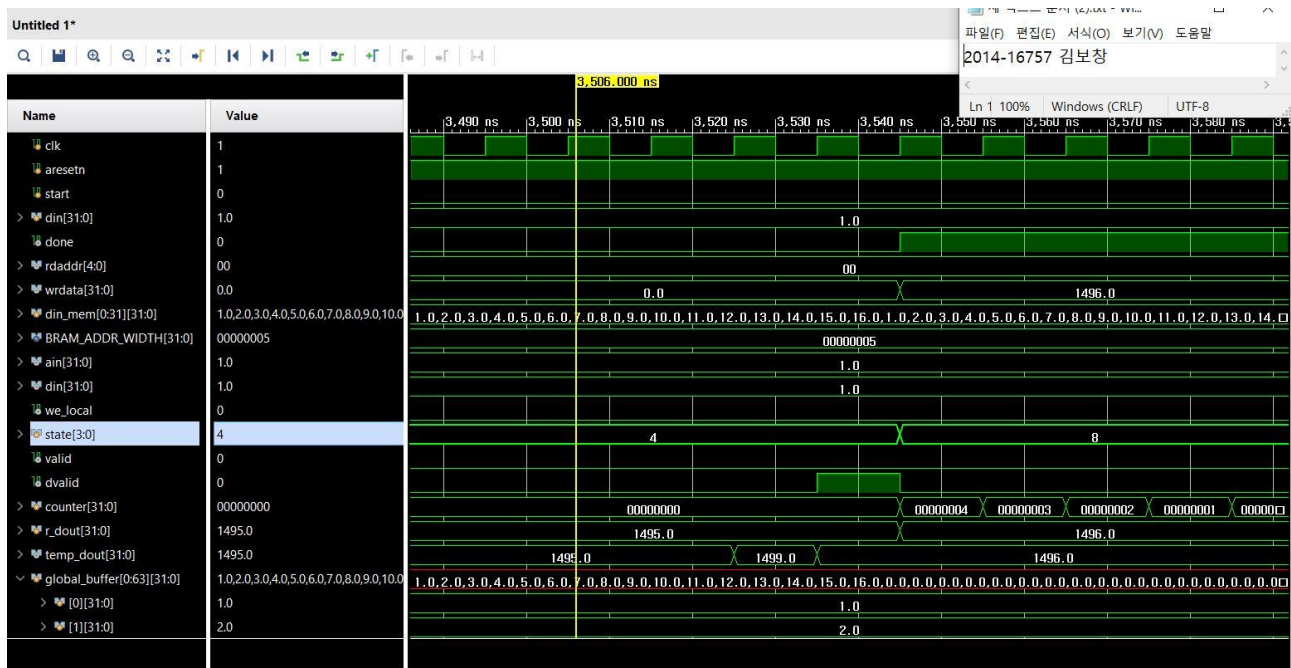 Untitled 1*
파일(F) 편집(E) 서식(O) 보기(V) 도움말
2014-16757 김보창
Ln 1 100% Windows (CRLF) UTF-8
3,506.000 ns
Name Value
3,490 ns 3,500 ns 3,510 ns 3,520 ns 3,530 ns 3,540 ns 3,550 ns 3,560 ns 3,570 ns 3,580 ns
clk 1
aresetn 1
start 0
din[31:0] 1.0 1.0
done 0
rdaddr[4:0] 00 00
wrdata[31:0] 0.0 0.0 1496.0
din_mem[0:31][31:0] 1.0,2.0,3.0,4.0,5.0,6.0,7.0,8.0,9.0,10.0 1.0,2.0,3.0,4.0,5.0,6.0,7.0,8.0,9.0,10.0,11.0,12.0,13.0,14.0,15.0,16.0,1.0,2.0,3.0,4.0,5.0,6.0,7.0,8.0,9.0,10.0,11.0,12.0,13.0,14.
BRAM_ADDR_WIDTH[31:0] 00000005 00000005
ain[31:0] 1.0 1.0
din[31:0] 1.0 1.0
we_local 0
state[3:0] 4 4 8
valid 0
dvalid 0
counter[31:0] 00000000 00000000 00000004 00000003 00000002 00000001 00000
r_dout[31:0] 1495.0 1495.0 1496.0
temp_dout[31:0] 1495.0 1495.0 1499.0 1496.0
global_buffer[0:63][31:0] 1.0,2.0,3.0,4.0,5.0,6.0,7.0,8.0,9.0,10.0 1.0,2.0,3.0,4.0,5.0,6.0,7.0,8.0,9.0,10.0,11.0,12.0,13.0,14.0,15.0,16.0,0.0,0.0,0.0,0.0,0.0,0.0,0.0,0.0,0.0,0.0,0.0,0.0,0.0,0.0,0.0,0.0
[0][31:0] 1.0 1.0
[1][31:0] 2.0 2.0